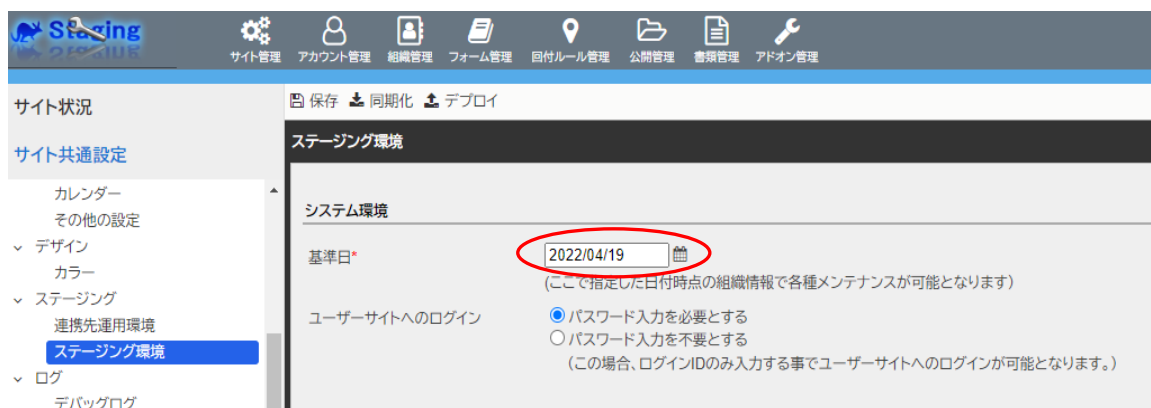 Staging
サイト管理 アカウント管理 組織管理 フォーム管理 回付ルール管理 公開管理 書類管理 アドオン管理
サイト状況
サイト共通設定
カレンダー
その他の設定
デザイン
カラー
ステージング
連携先運用環境
ステージング環境
ログ
デバッグログ
保存 同期化 デプロイ
ステージング環境
システム環境
基準日* 2022/04/19
(ここで指定した日付時点の組織情報で各種メンテナンスが可能となります)
ユーザーサイトへのログイン パスワード入力を必要とする
パスワード入力を不要とする
(この場合、ログインIDのみ入力する事でユーザーサイトへのログインが可能となります。)